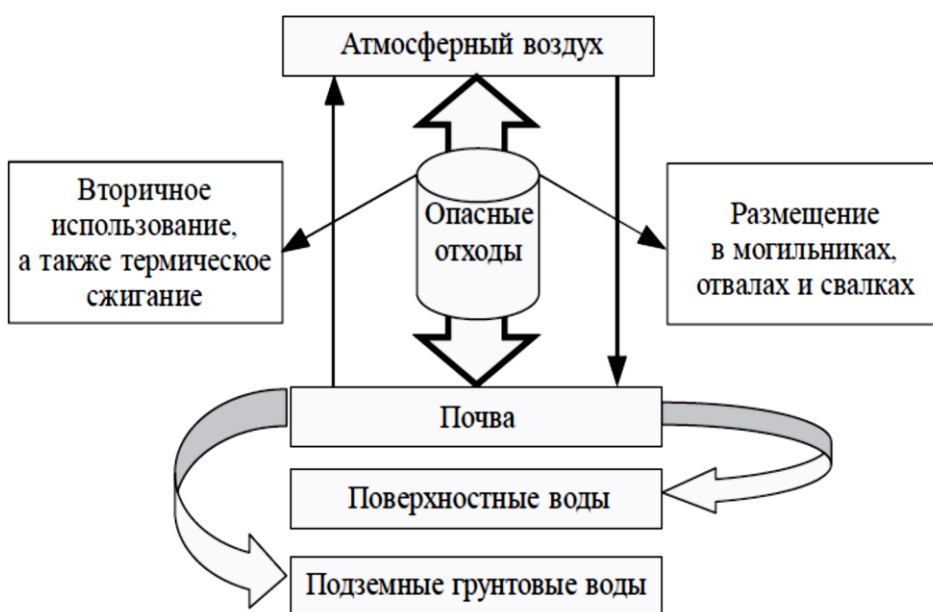 Атмосферный воздух
Вторичное
использование,
а также термическое
сжигание
Опасные
отходы
Размещение
в могильниках,
отвалах и свалках
Почва
Поверхностные воды
Подземные грунтовые воды